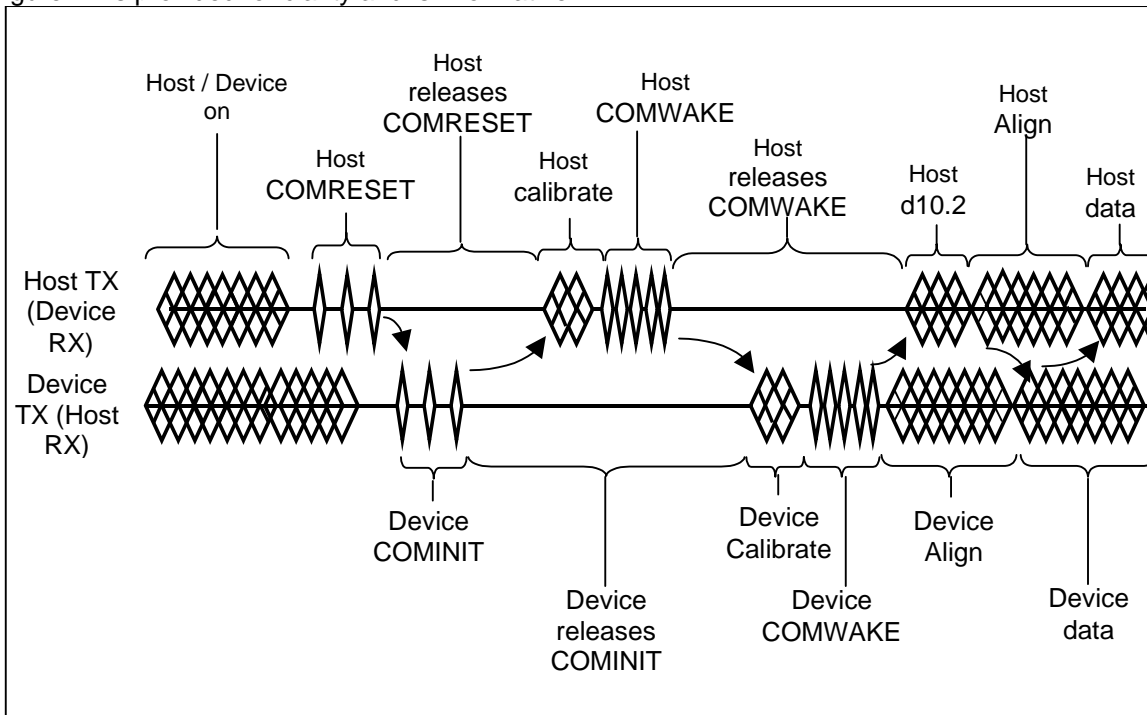 Host / Device
on
Host
COMRESET
Host
releases
COMRESET
Host
calibrate
Host
COMWAKE
Host
releases
COMWAKE
Host
d10.2
Host
Align
Host
data
Host TX
(Device
RX)
Device
TX (Host
RX)
Device
COMINIT
Device
releases
COMINIT
Device
Calibrate
Device
COMWAKE
Device
Align
Device
data